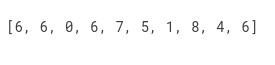 [6, 6, 0, 6, 7, 5, 1, 8, 4, 6]